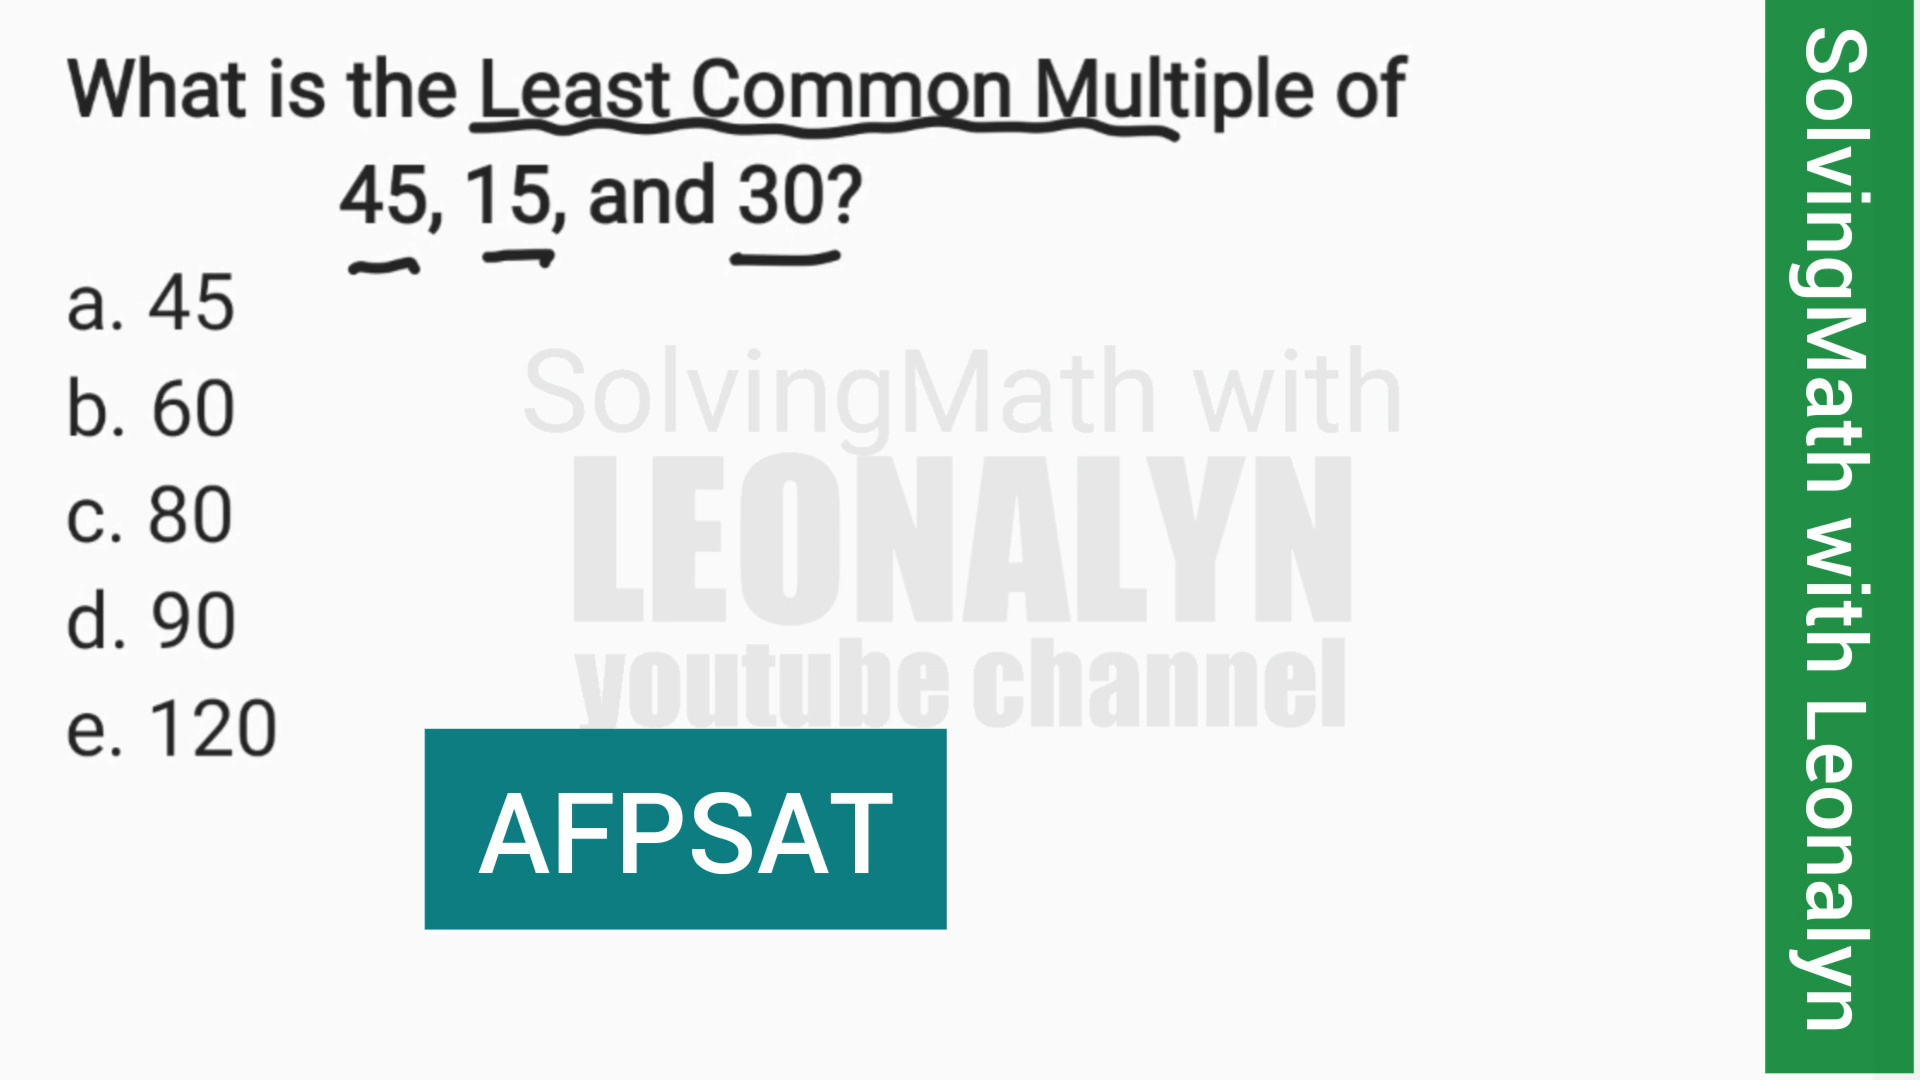 What is the Least Common Multiple of
45, 15, and 30?
a. 45
b. 60
c. 80
d. 90
e. 120
SolvingMath with
LEONALYN
youtube channel
AFPSAT
SolvingMath with Leonalyn